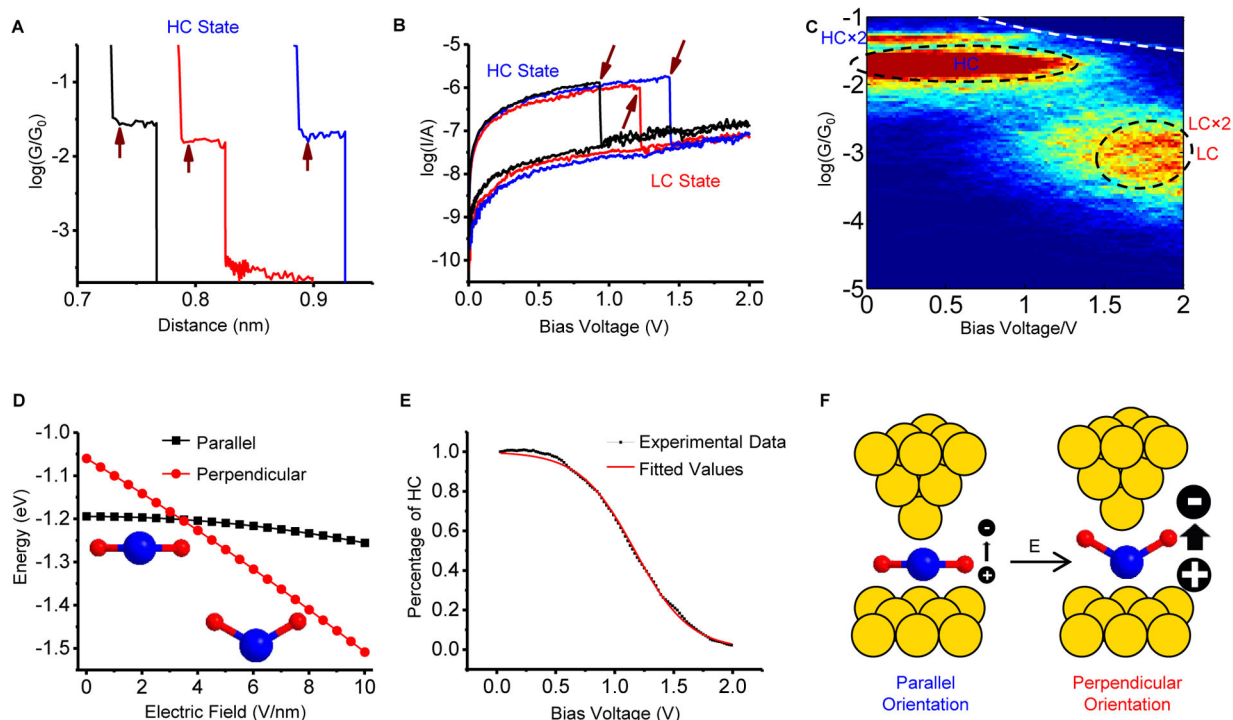 A
HC State
log(G/G₀)
-1
-2
-3
0.7
0.8
0.9
Distance (nm)
B
HC State
LC State
log(I/A)
-5
-6
-7
-8
-9
-10
0.0
0.5
1.0
1.5
2.0
Bias Voltage (V)
C
HC×2
HC
LC×2
LC
log(G/G₀)
-1
-2
-3
-4
-5
0
1
2
Bias Voltage/V
D
Parallel
Perpendicular
Energy (eV)
-1.0
-1.1
-1.2
-1.3
-1.4
-1.5
0
2
4
6
8
10
Electric Field (V/nm)
E
Experimental Data
Fitted Values
Percentage of HC
1.0
0.8
0.6
0.4
0.2
0.0
0.0
0.5
1.0
1.5
2.0
Bias Voltage (V)
F
-
+
E
-
+
Parallel
Orientation
Perpendicular
Orientation